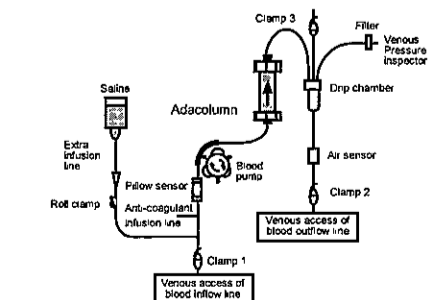 Clamp 3
Filter
Venous
Pressure
inspector
Saline
Drip chamber
Adacolumn
Extra
infusion
line
Blood
pump
Air sensor
Pillow sensor
Roll clamp
Anti-coagulant
infusion line
Clamp 2
Venous access of
blood outflow line
Clamp 1
Venous access of
blood inflow line